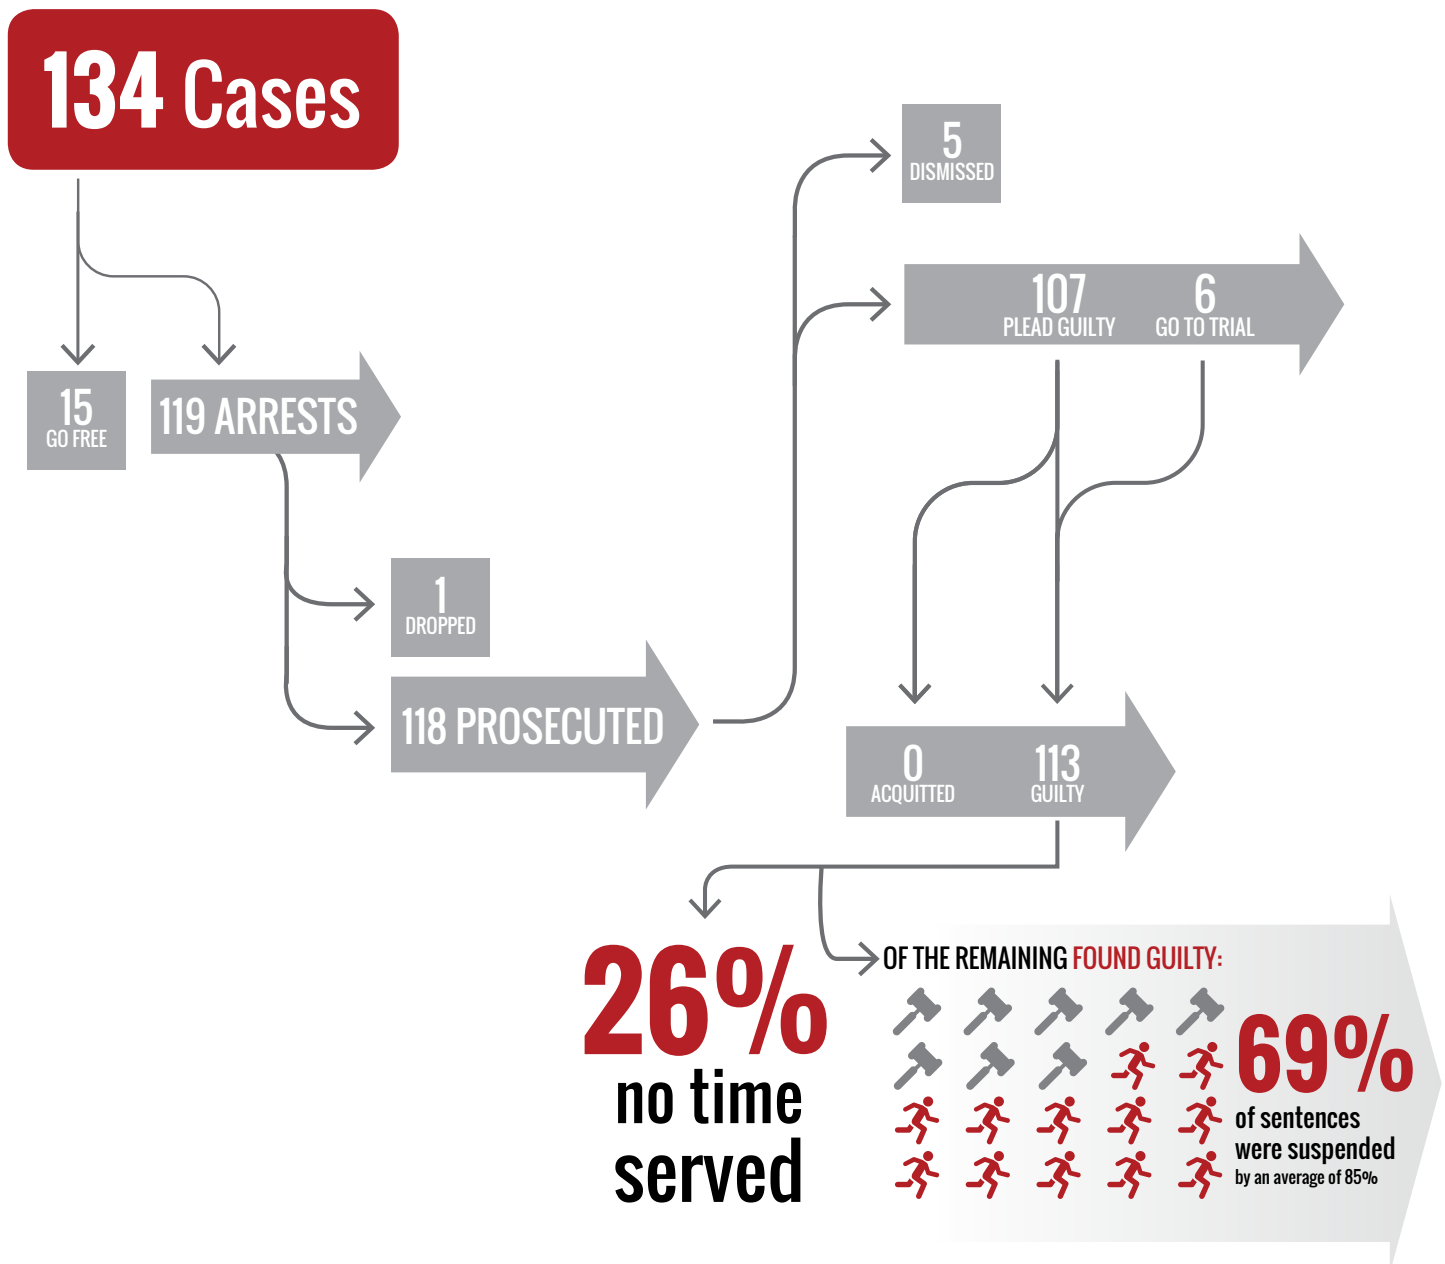 134 Cases
15
GO FREE
119 ARRESTS
1
DROPPED
118 PROSECUTED
5
DISMISSED
107
PLEAD GUILTY
6
GO TO TRIAL
0
ACQUITTED
113
GUILTY
26%
no time
served
OF THE REMAINING FOUND GUILTY:
69%
of sentences
were suspended
by an average of 85%